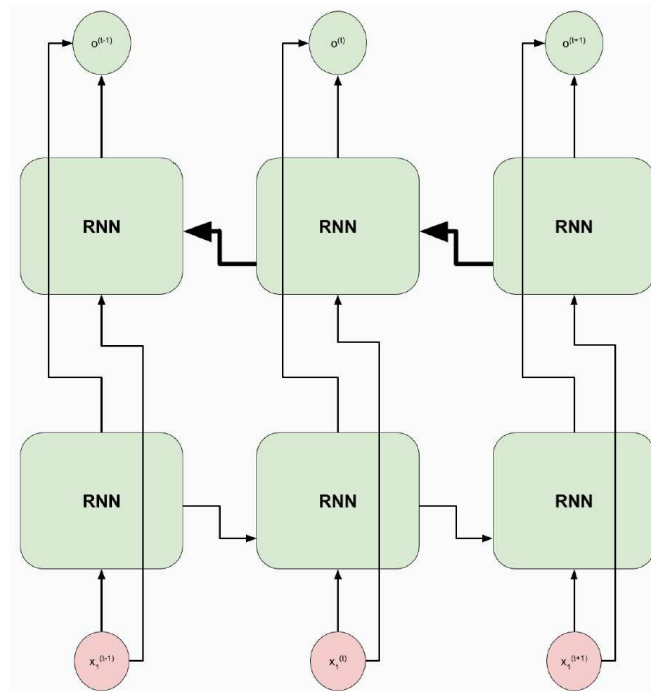 o(t-1) o(t) o(t+1)
RNN RNN RNN
RNN RNN RNN
x1(t-1) x1(t) x1(t+1)